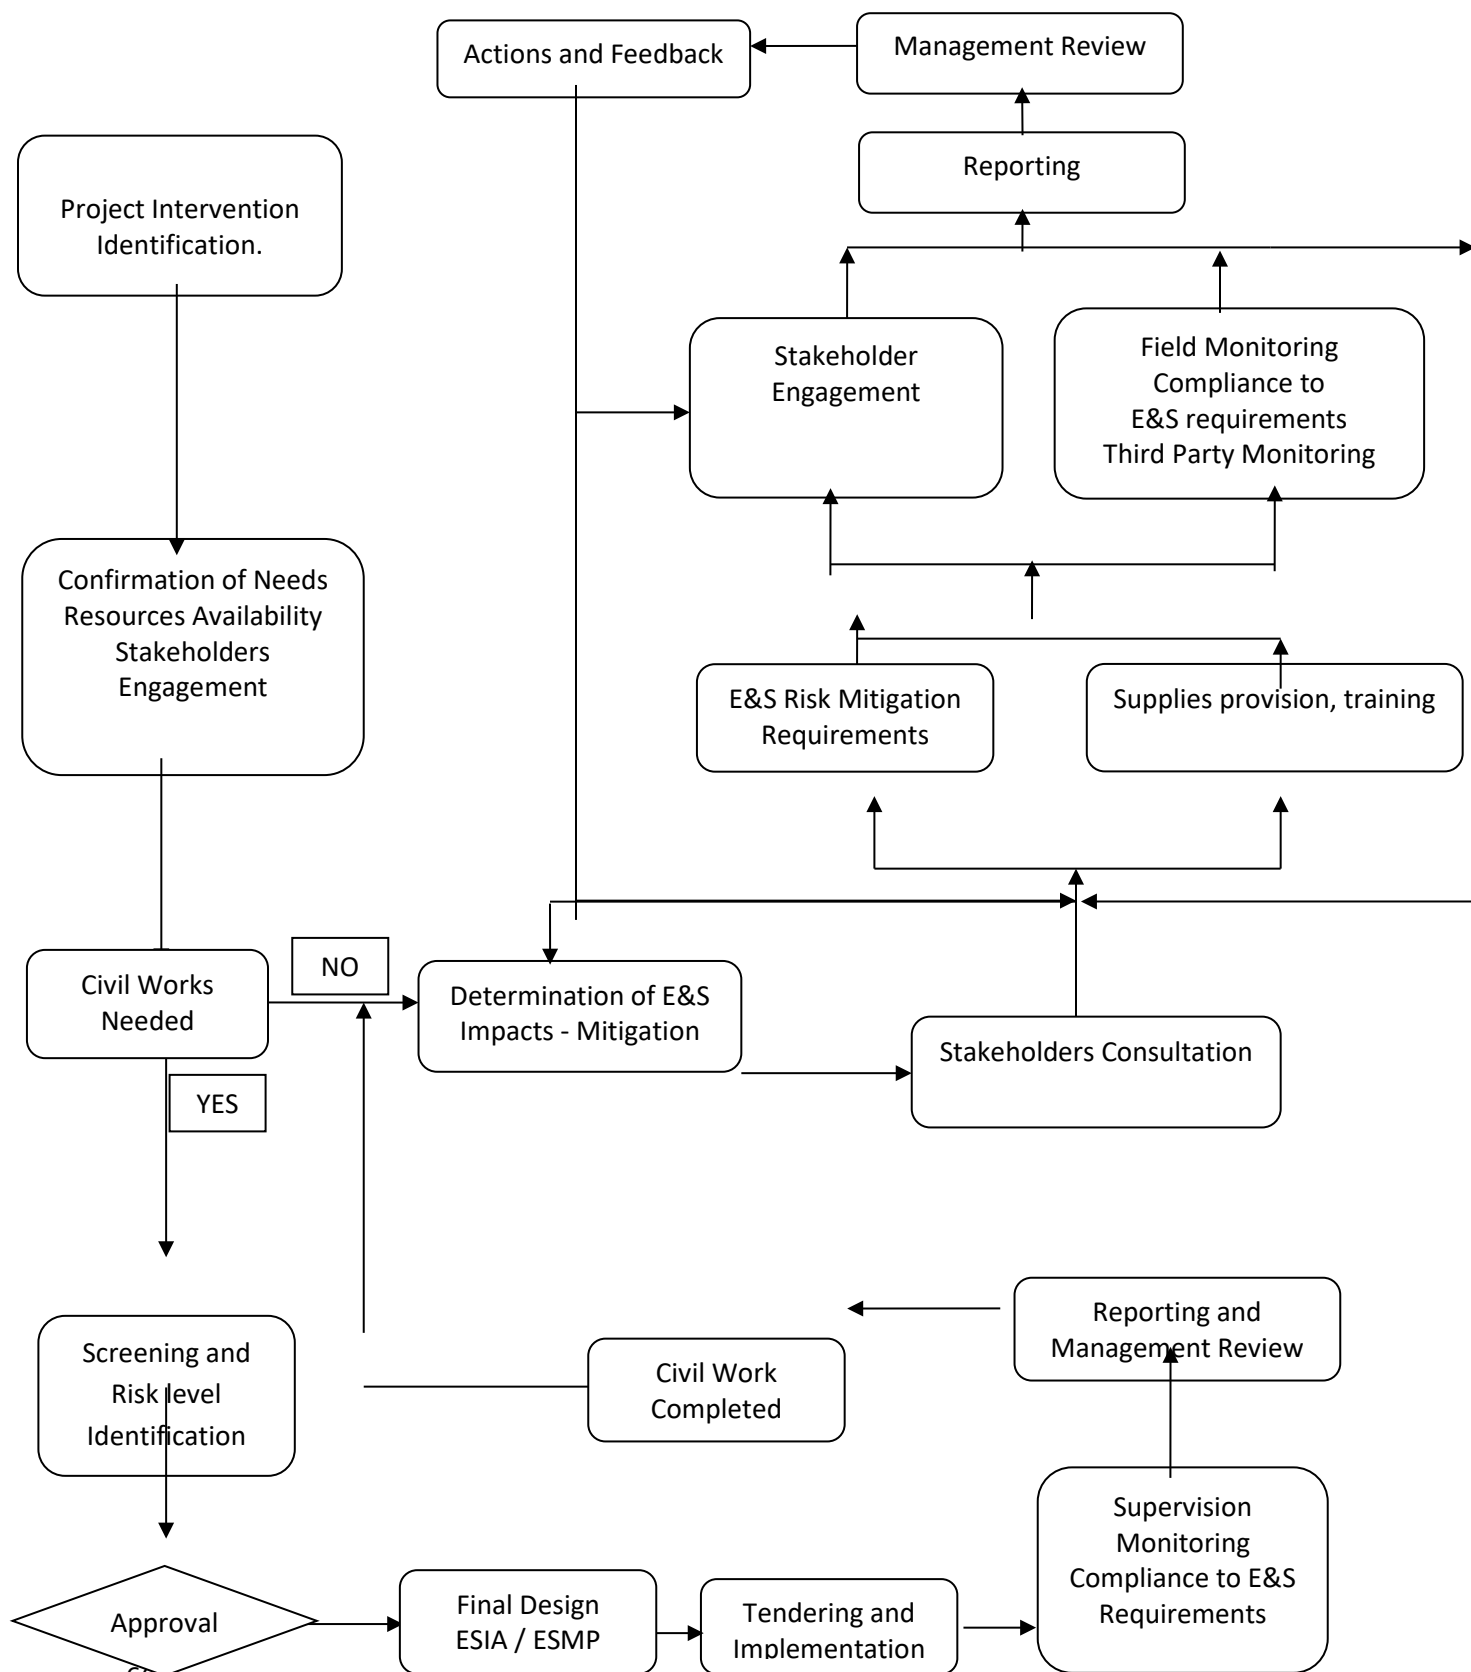 Actions and Feedback
Management Review
Reporting
Project Intervention
Identification.
Stakeholder
Engagement
Field Monitoring
Compliance to
E&S requirements
Third Party Monitoring
Confirmation of Needs
Resources Availability
Stakeholders
Engagement
E&S Risk Mitigation
Requirements
Supplies provision, training
NO
Civil Works
Needed
Determination of E&S
Impacts - Mitigation
Stakeholders Consultation
YES
Screening and
Risk level
Identification
Civil Work
Completed
Reporting and
Management Review
Supervision
Monitoring
Compliance to E&S
Requirements
Approval
Final Design
ESIA / ESMP
Tendering and
Implementation